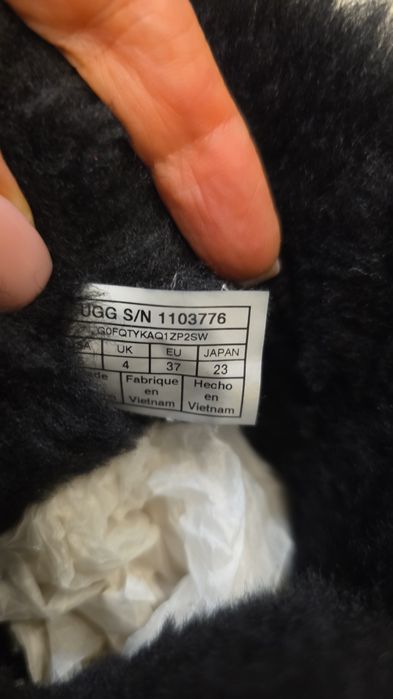 UGG S/N 1103776
G0FQTYKAQ1ZP2SW
UK EU JAPAN
4 37 23
Fabrique Hecho
en en
Vietnam Vietnam